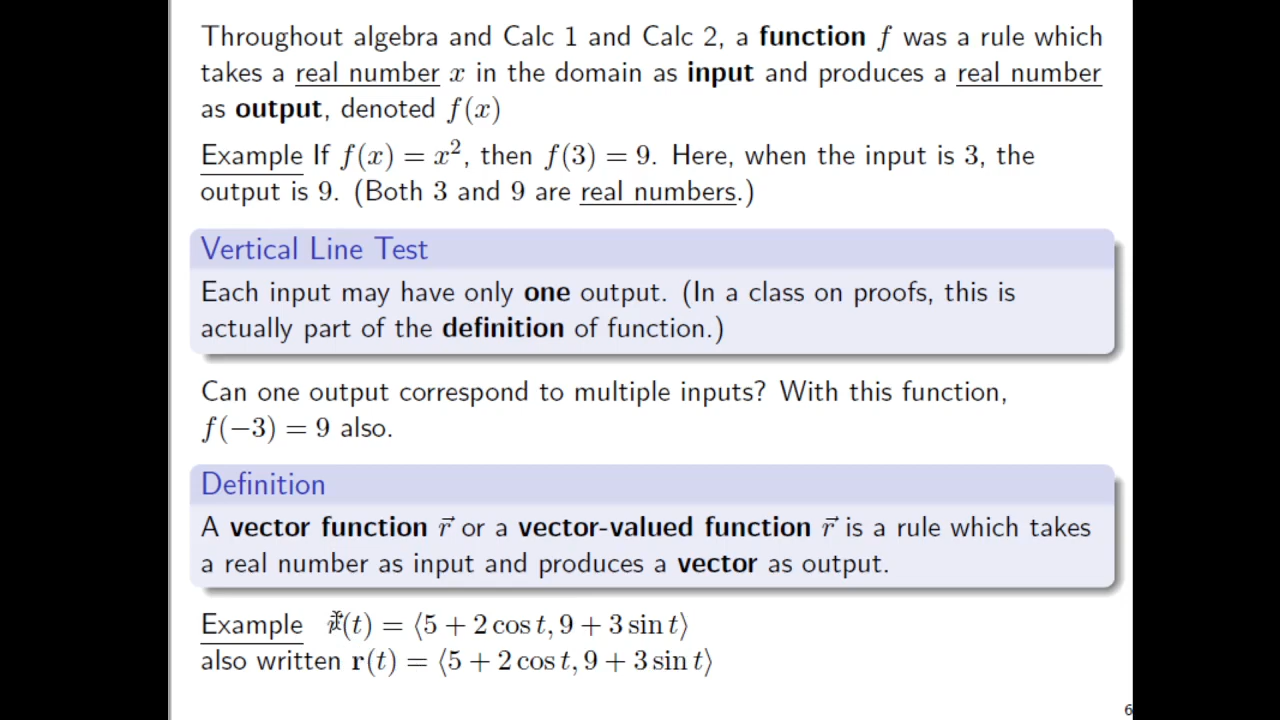 Throughout algebra and Calc 1 and Calc 2, a function f was a rule which
takes a real number x in the domain as input and produces a real number
as output, denoted f(x)
Example If f(x) = x², then f(3) = 9. Here, when the input is 3, the
output is 9. (Both 3 and 9 are real numbers.)
Vertical Line Test
Each input may have only one output. (In a class on proofs, this is
actually part of the definition of function.)
Can one output correspond to multiple inputs? With this function,
f(−3) = 9 also.
Definition
A vector function r⃗ or a vector-valued function r⃗ is a rule which takes
a real number as input and produces a vector as output.
Example r⃗(t) = ⟨5 + 2 cos t, 9 + 3 sin t⟩
also written r(t) = ⟨5 + 2 cos t, 9 + 3 sin t⟩
6